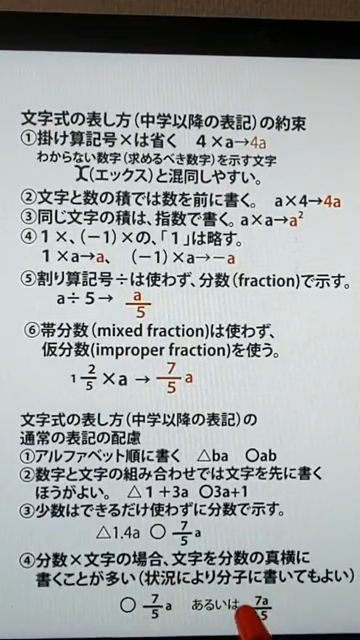 文字式の表し方(中学以降の表記)の約束
①掛け算記号×は省く 4×a→4a
わからない数字(求めるべき数字)を示す文字
X(エックス)と混同しやすい。
②文字と数の積では数を前に書く。 a×4→4a
③同じ文字の積は、指数で書く。a×a→a²
④1×、(−1)×の、「1」は略す。
1×a→a、 (−1)×a→−a
⑤割り算記号÷は使わず、分数(fraction)で示す。
a÷5→ a/5
⑥帯分数(mixed fraction)は使わず、
仮分数(improper fraction)を使う。
1 2/5 ×a → 7/5 a
文字式の表し方(中学以降の表記)の
通常の表記の配慮
①アルファベット順に書く △ba 〇ab
②数字と文字の組み合わせでは文字を先に書く
ほうがよい。 △1+3a 〇3a+1
③少数はできるだけ使わずに分数で示す。
△1.4a 〇 7/5 a
④分数×文字の場合、文字を分数の真横に
書くことが多い(状況により分子に書いてもよい)
〇 7/5 a あるいは 7a/5